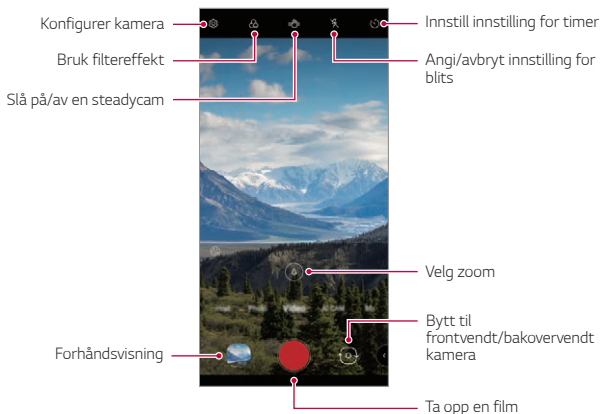 Konfigurer kamera
Bruk filtereffekt
Slå på/av en steadycam
Innstill innstilling for timer
Angi/avbryt innstilling for
blits
Velg zoom
Photo
Video
Bytt til
frontvendt/bakovervendt
kamera
Forhåndsvisning
Ta opp en film